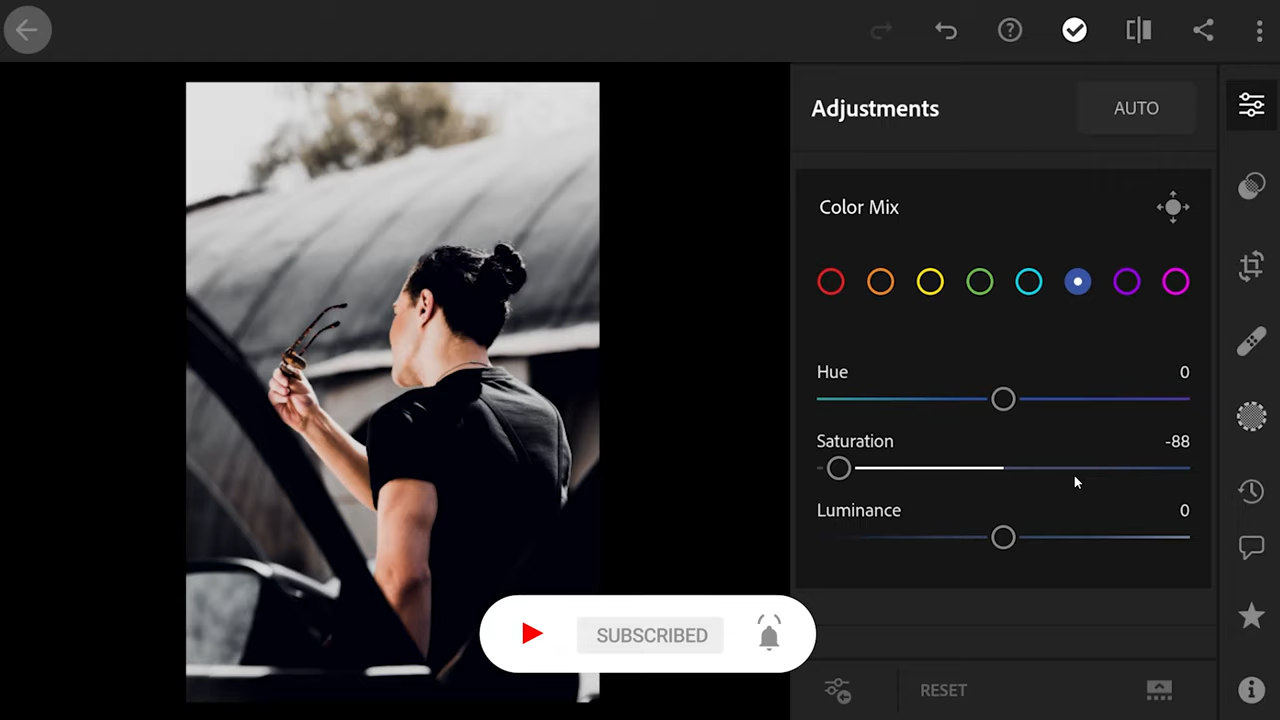 Adjustments
AUTO
Color Mix
Hue 0
Saturation -88
Luminance 0
SUBSCRIBED
RESET